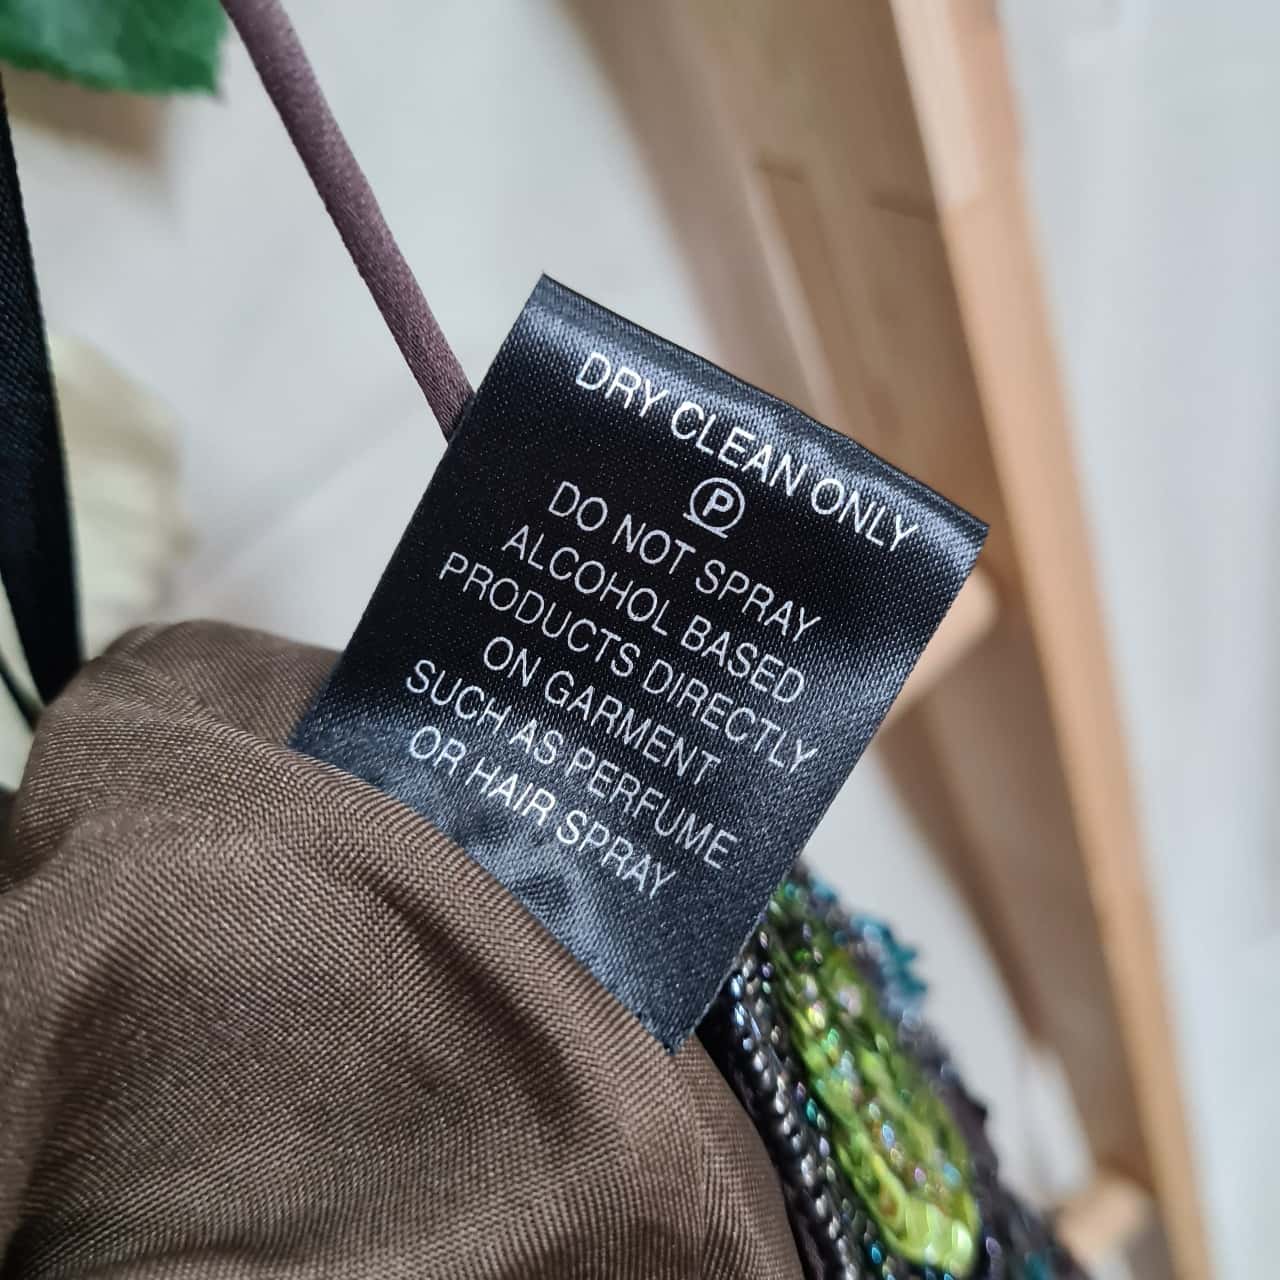 DRY CLEAN ONLY
P
DO NOT SPRAY
ALCOHOL BASED
PRODUCTS DIRECTLY
ON GARMENT
SUCH AS PERFUME
OR HAIR SPRAY